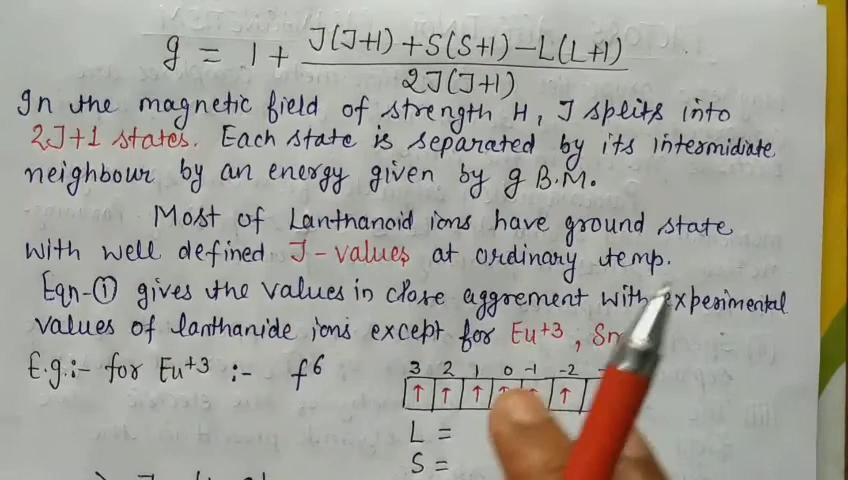 g = 1 + J(J+1) + S(S+1) - L(L+1) / 2J(J+1)
In the magnetic field of strength H, J splits into
2J+1 states. Each state is separated by its intermidiate
neighbour by an energy given by g B.M.
Most of Lanthanoid ions have ground state
with well defined J-values at ordinary temp.
Eqn-① gives the values in close aggrement with experimental
values of lanthanide ions except for Eu+3,
E.g.:- for Eu+3 :- f6
3 2 1 0 -1 -2
↑ ↑ ↑ ↑ ↑ ↑
L =
S =